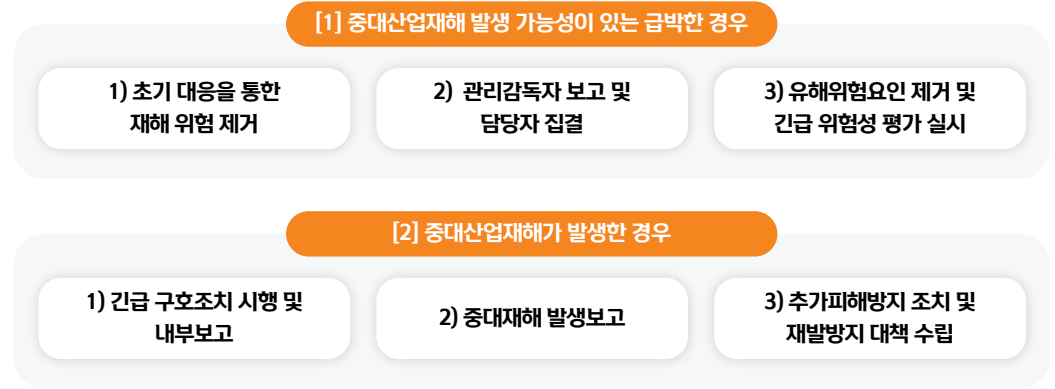 [1] 중대산업재해 발생 가능성이 있는 급박한 경우
1) 초기 대응을 통한
재해 위험 제거
2) 관리감독자 보고 및
담당자 집결
3) 유해위험요인 제거 및
긴급 위험성 평가 실시
[2] 중대산업재해가 발생한 경우
1) 긴급 구호조치 시행 및
내부보고
2) 중대재해 발생보고
3) 추가피해방지 조치 및
재발방지 대책 수립